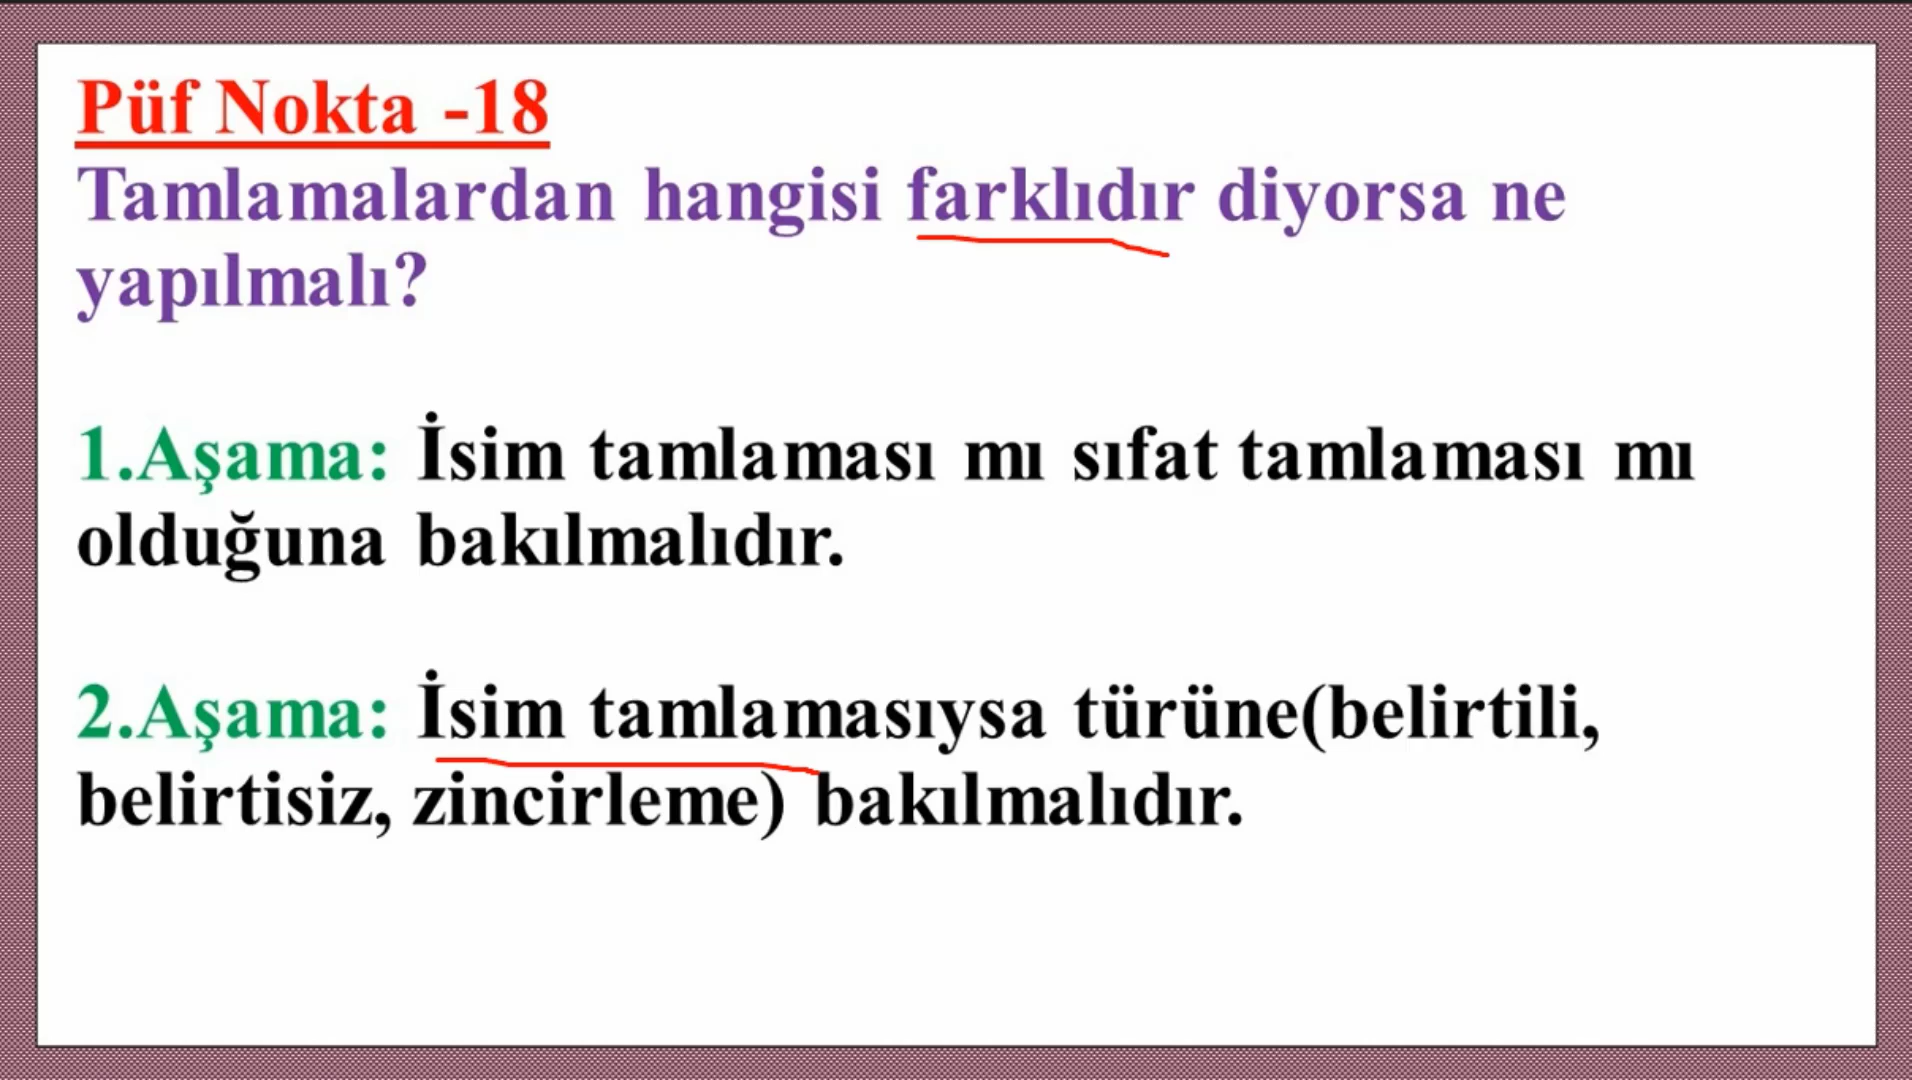 Püf Nokta -18
Tamlamalardan hangisi farklıdır diyorsa ne
yapılmalı?
1.Aşama: İsim tamlaması mı sıfat tamlaması mı
olduğuna bakılmalıdır.
2.Aşama: İsim tamlamasıysa türüne(belirtili,
belirtisiz, zincirleme) bakılmalıdır.